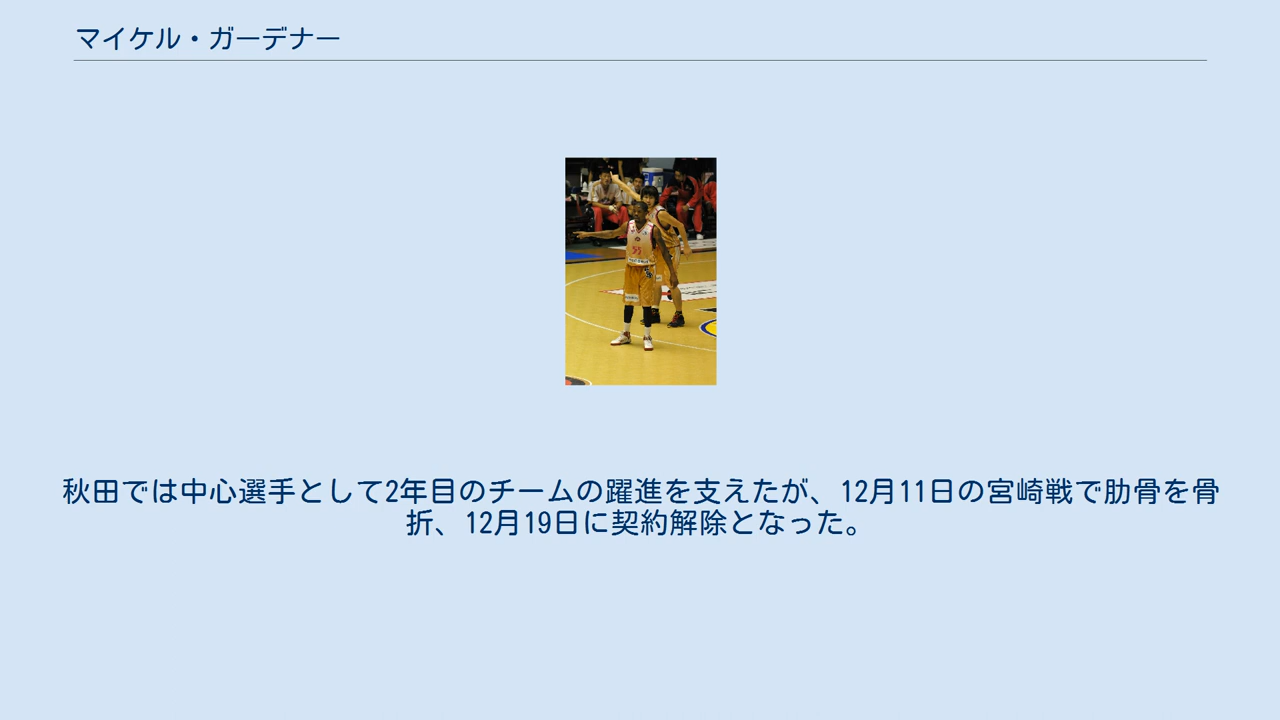 マイケル・ガーデナー
秋田では中心選手として2年目のチームの躍進を支えたが、12月11日の宮崎戦で肋骨を骨
折、12月19日に契約解除となった。